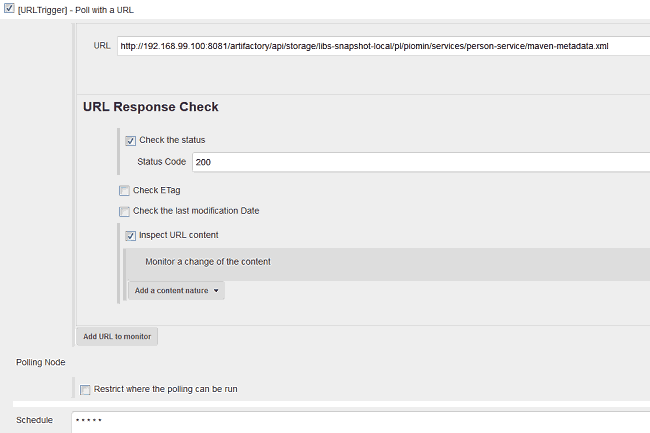 [URLTrigger] - Poll with a URL
URL http://192.168.99.100:8081/artifactory/api/storage/libs-snapshot-local/pl/piomin/services/person-service/maven-metadata.xml
URL Response Check
Check the status
Status Code 200
Check ETag
Check the last modification Date
Inspect URL content
Monitor a change of the content
Add a content nature
Add URL to monitor
Polling Node
Restrict where the polling can be run
Schedule * * * * *